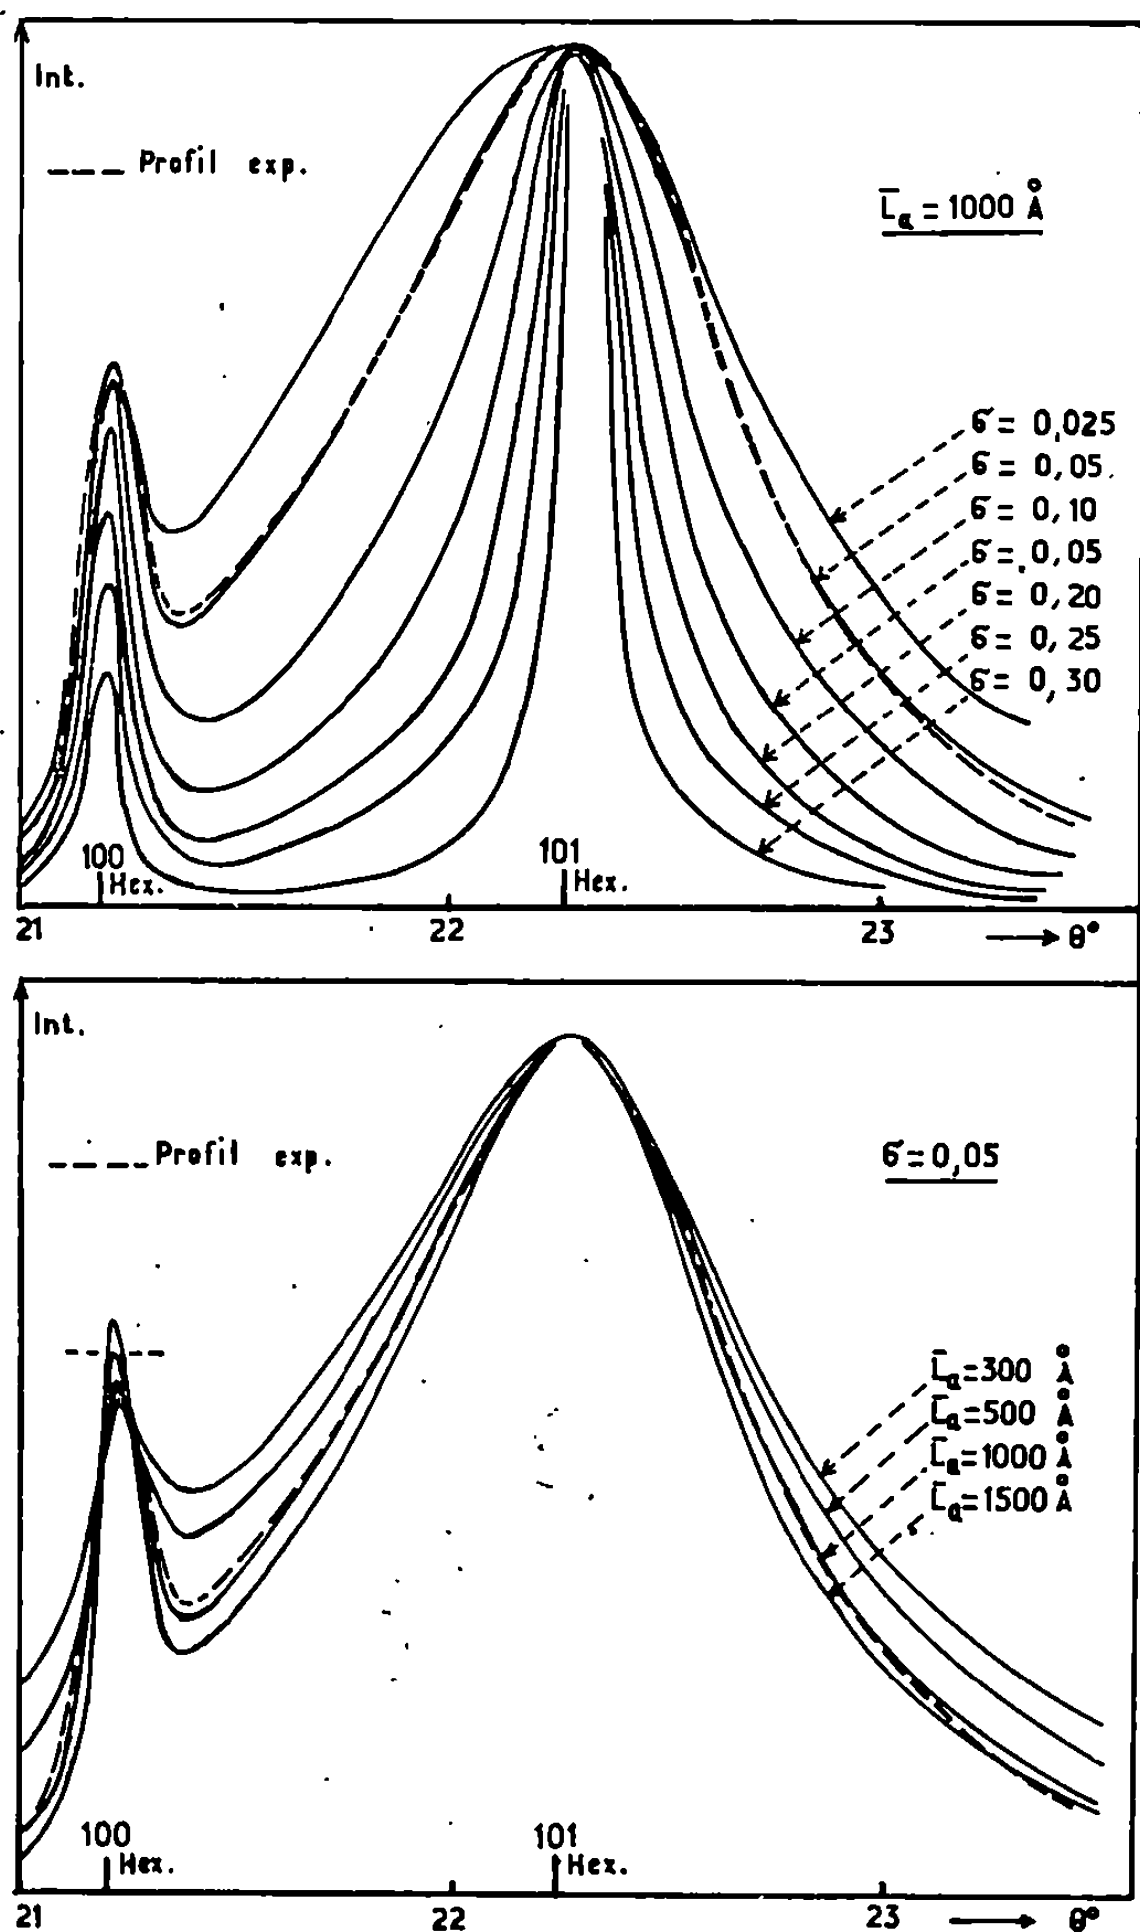 Int.
--- Profil exp.
L̄a = 1000 Å
σ = 0,025
σ = 0,05
σ = 0,10
σ = 0,05
σ = 0,20
σ = 0,25
σ = 0,30
100 Hex.
101 Hex.
21 22 23 → θ°
Int.
---- Profil exp.
σ = 0,05
L̄a = 300 Å
L̄a = 500 Å
L̄a = 1000 Å
L̄a = 1500 Å
100 Hex.
101 Hex.
21 22 23 → θ°